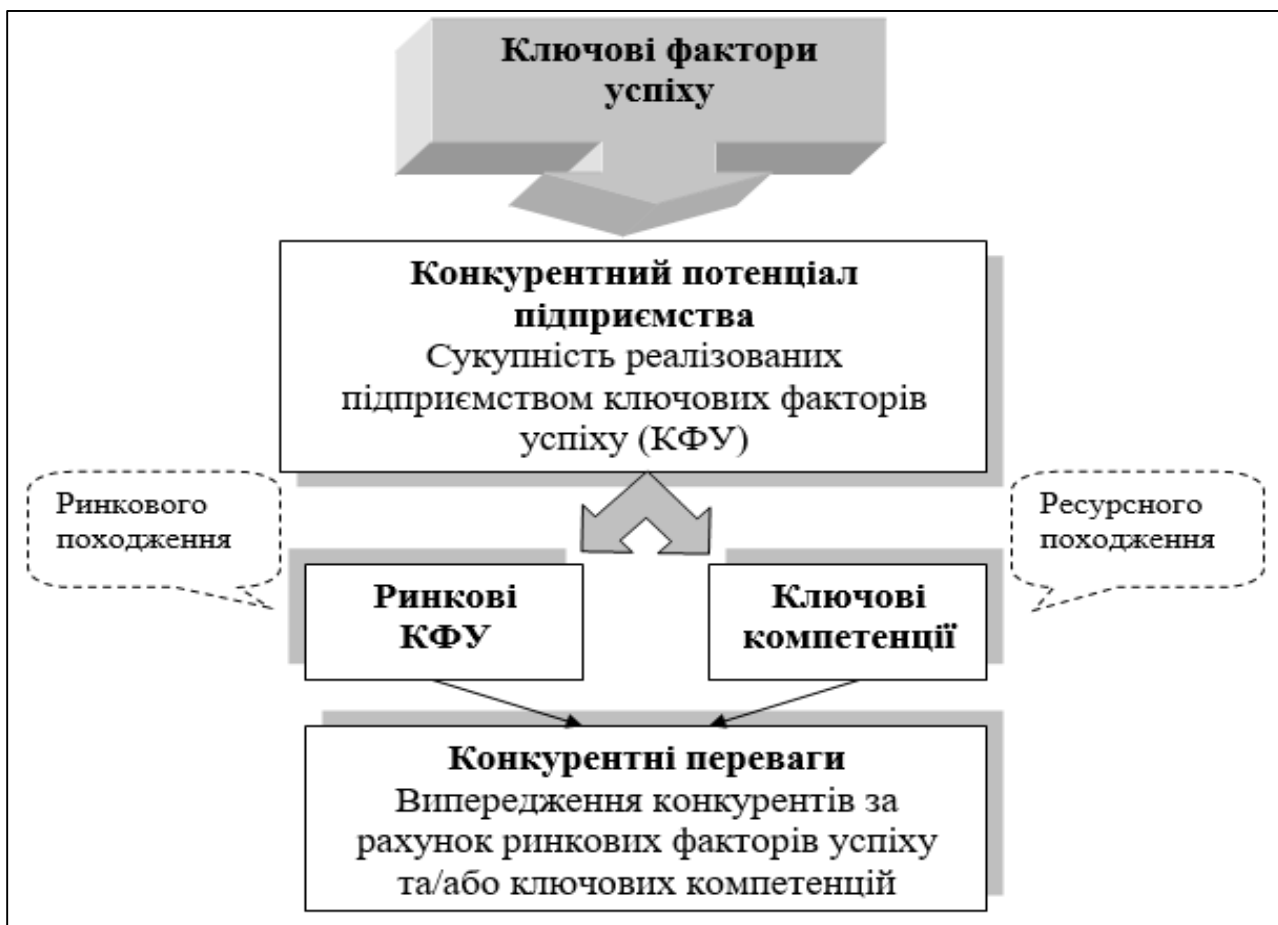 Ключові фактори
успіху
Конкурентний потенціал
підприємства
Сукупність реалізованих
підприємством ключових факторів
успіху (КФУ)
Ринкового
походження
Ресурсного
походження
Ринкові
КФУ
Ключові
компетенції
Конкурентні переваги
Випередження конкурентів за
рахунок ринкових факторів успіху
та/або ключових компетенцій